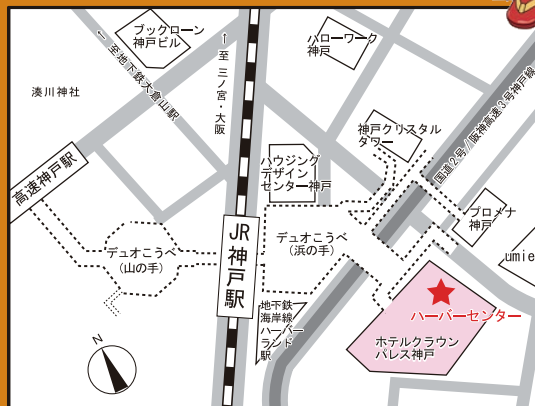 ブックローン
神戸ビル
← 至地下鉄大倉山駅
← 至 三ノ宮・大阪
ハローワーク
神戸
湊川神社
国道2号/阪神高速3号神戸線
神戸クリスタル
タワー
高速神戸駅
ハウジング
デザイン
センター神戸
プロメナ
神戸
デュオこうべ
(山の手)
JR神戸駅
デュオこうべ
(浜の手)
umie
地下鉄
海岸線
ハーバー
ランド
駅
ハーバーセンター
ホテルクラウン
パレス神戸
N